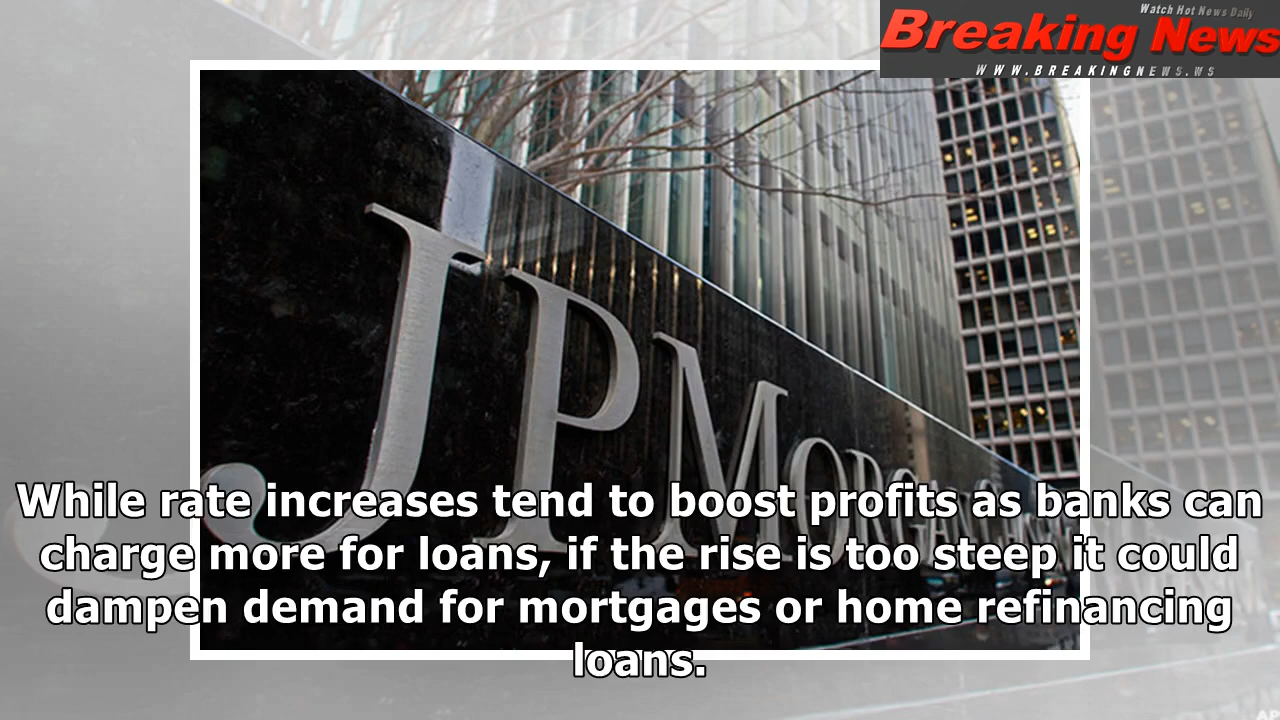 Watch Hot News Daily
Breaking News
WWW.BREAKINGNEWS.WS
JPMORGAN
While rate increases tend to boost profits as banks can
charge more for loans, if the rise is too steep it could
dampen demand for mortgages or home refinancing
loans.